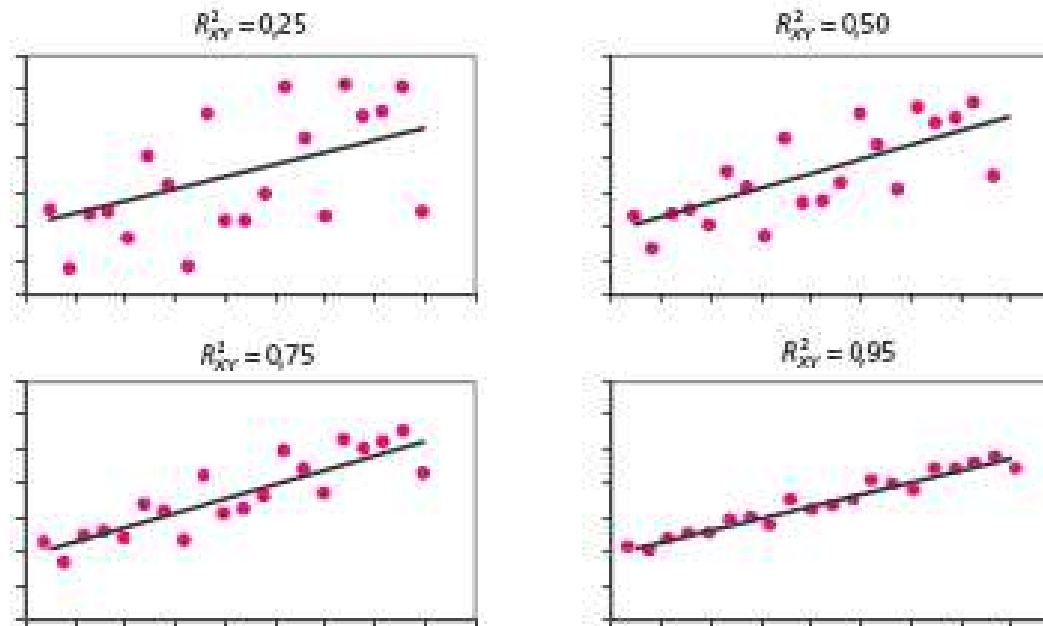 R²XY = 0,25
R²XY = 0,50
R²XY = 0,75
R²XY = 0,95